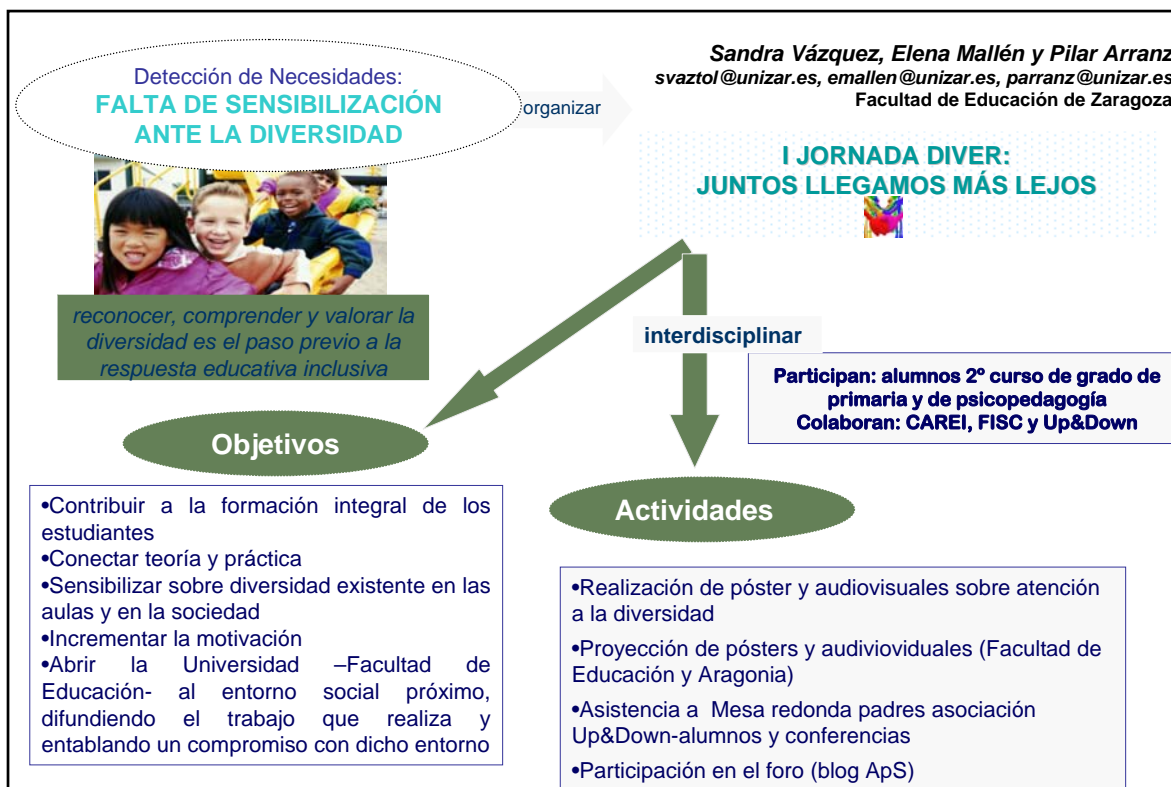 Detección de Necesidades:
FALTA DE SENSIBILIZACIÓN
ANTE LA DIVERSIDAD
organizar
Sandra Vázquez, Elena Mallén y Pilar Arranz
svaztol@unizar.es, emallen@unizar.es, parranz@unizar.es
Facultad de Educación de Zaragoza
I JORNADA DIVER:
JUNTOS LLEGAMOS MÁS LEJOS
reconocer, comprender y valorar la
diversidad es el paso previo a la
respuesta educativa inclusiva
interdisciplinar
Participan: alumnos 2º curso de grado de
primaria y de psicopedagogía
Colaboran: CAREI, FISC y Up&Down
Objetivos
•Contribuir a la formación integral de los
estudiantes
•Conectar teoría y práctica
•Sensibilizar sobre diversidad existente en las
aulas y en la sociedad
•Incrementar la motivación
•Abrir la Universidad –Facultad de
Educación- al entorno social próximo,
difundiendo el trabajo que realiza y
entablando un compromiso con dicho entorno
Actividades
•Realización de póster y audiovisuales sobre atención
a la diversidad
•Proyección de pósters y audivioviduales (Facultad de
Educación y Aragonia)
•Asistencia a Mesa redonda padres asociación
Up&Down-alumnos y conferencias
•Participación en el foro (blog ApS)